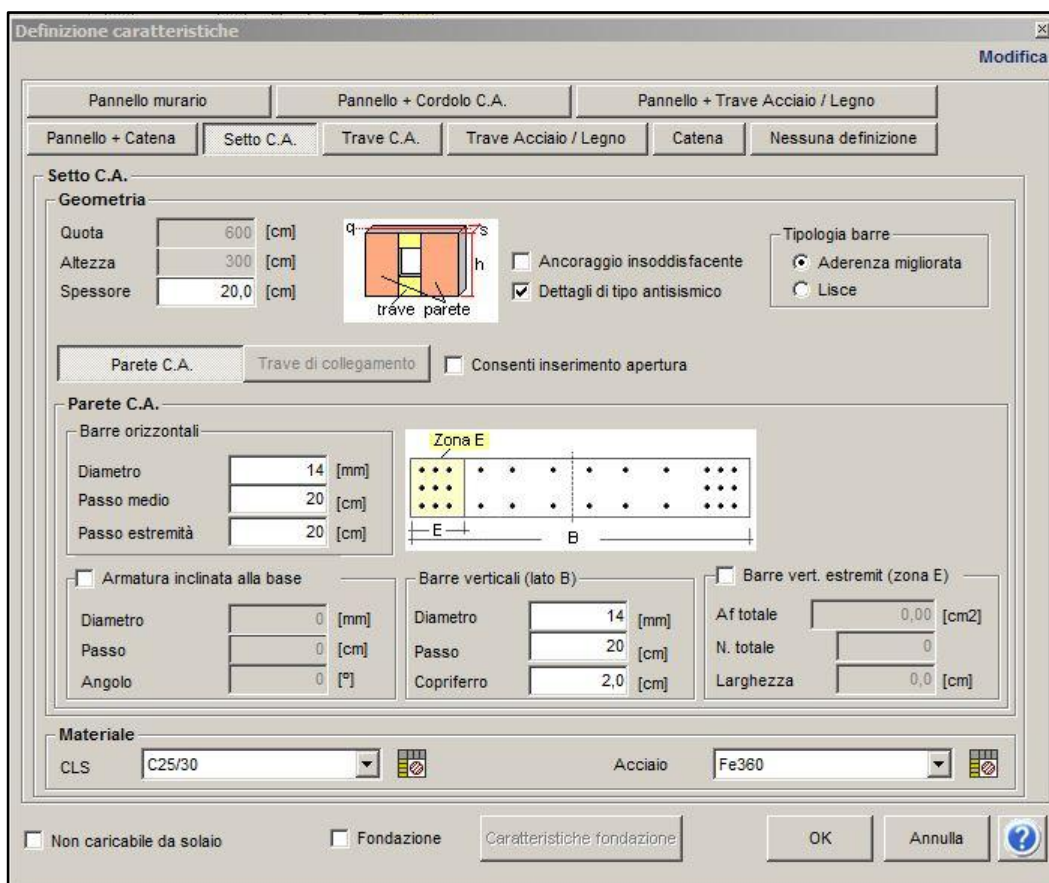 Definizione caratteristiche
Modifica
Pannello murario Pannello + Cordolo C.A. Pannello + Trave Acciaio / Legno
Pannello + Catena Setto C.A. Trave C.A. Trave Acciaio / Legno Catena Nessuna definizione
Setto C.A.
Geometria
Quota 600 [cm]
Altezza 300 [cm]
Spessore 20,0 [cm]
q s
h
trave parete
Ancoraggio insoddisfacente
Dettagli di tipo antisismico
Tipologia barre
Aderenza migliorata
Lisce
Parete C.A. Trave di collegamento Consenti inserimento apertura
Parete C.A.
Barre orizzontali
Diametro 14 [mm]
Passo medio 20 [cm]
Passo estremità 20 [cm]
Zona E
E
B
Armatura inclinata alla base
Diametro 0 [mm]
Passo 0 [cm]
Angolo 0 [°]
Barre verticali (lato B)
Diametro 14 [mm]
Passo 20 [cm]
Copriferro 2,0 [cm]
Barre vert. estremit (zona E)
Af totale 0,00 [cm2]
N. totale 0
Larghezza 0,0 [cm]
Materiale
CLS C25/30 Acciaio Fe360
Non caricabile da solaio Fondazione Caratteristiche fondazione OK Annulla ?